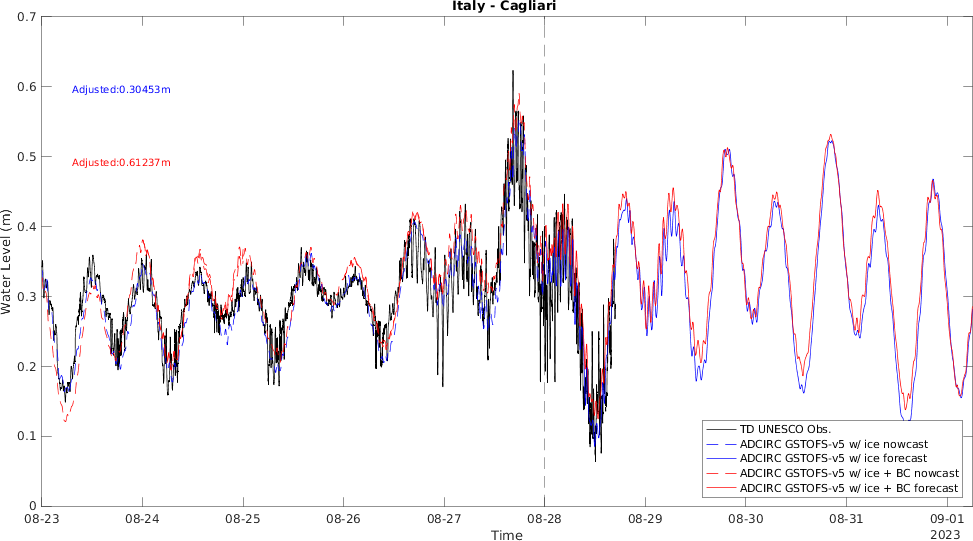 Italy - Cagliari
0.7
0.6
0.5
0.4
0.3
0.2
0.1
0
Water Level (m)
Adjusted:0.30453m
Adjusted:0.61237m
TD UNESCO Obs.
ADCIRC GSTOFS-v5 w/ ice nowcast
ADCIRC GSTOFS-v5 w/ ice forecast
ADCIRC GSTOFS-v5 w/ ice + BC nowcast
ADCIRC GSTOFS-v5 w/ ice + BC forecast
08-23 08-24 08-25 08-26 08-27 08-28 08-29 08-30 08-31 09-01
2023
Time